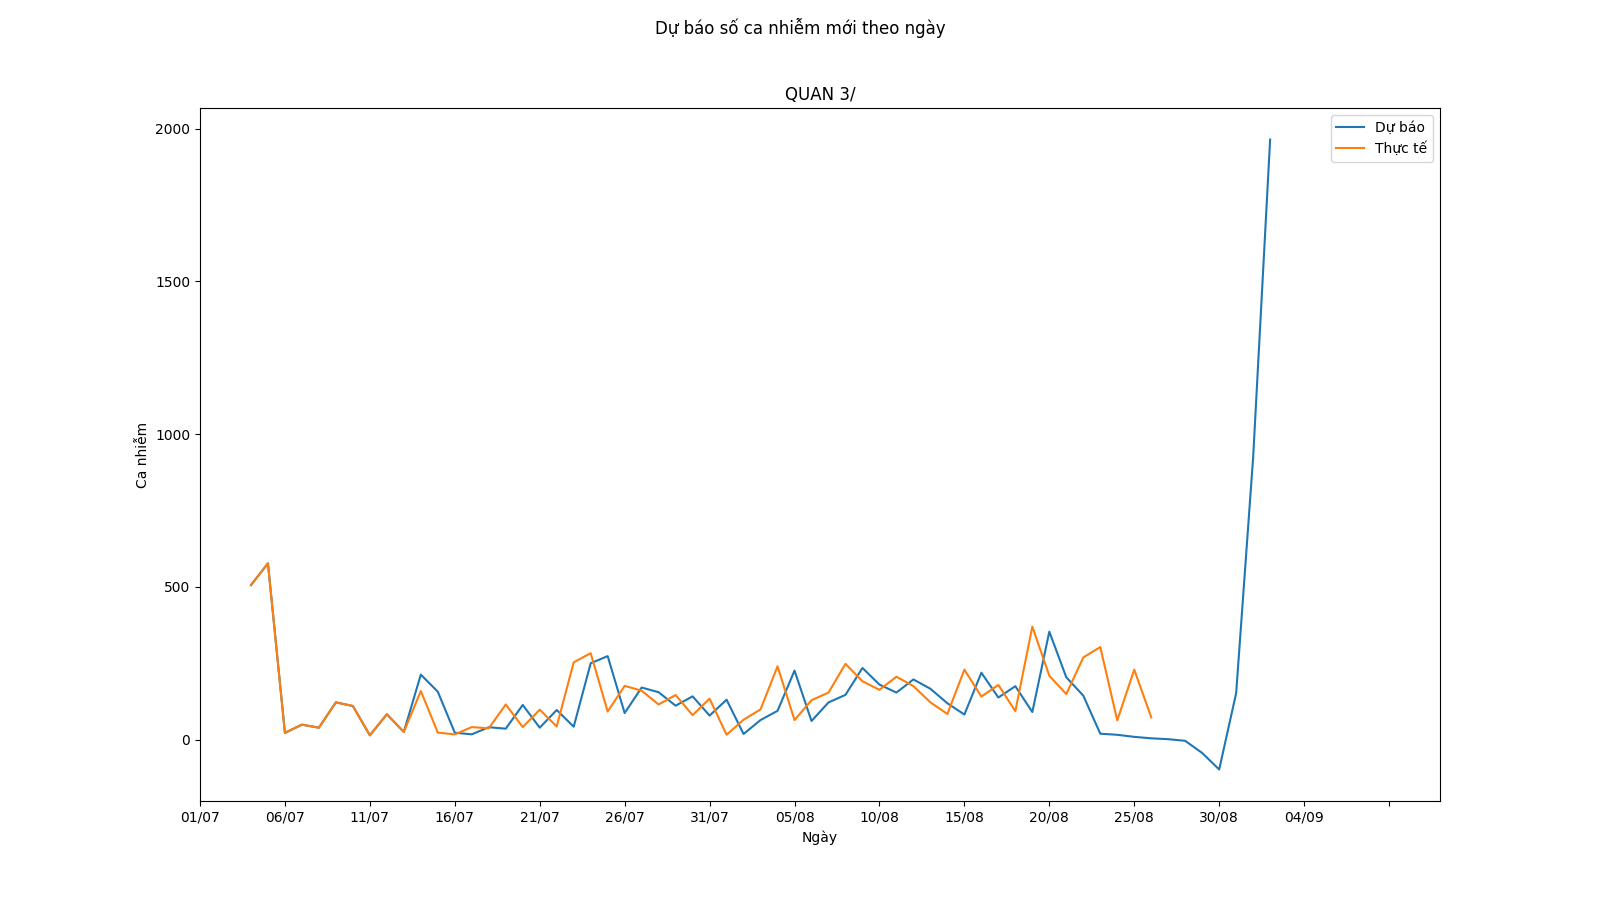 Dự báo số ca nhiễm mới theo ngày
QUAN 3/
Dự báo
Thực tế
2000
1500
1000
500
0
Ca nhiễm
01/07 06/07 11/07 16/07 21/07 26/07 31/07 05/08 10/08 15/08 20/08 25/08 30/08 04/09
Ngày